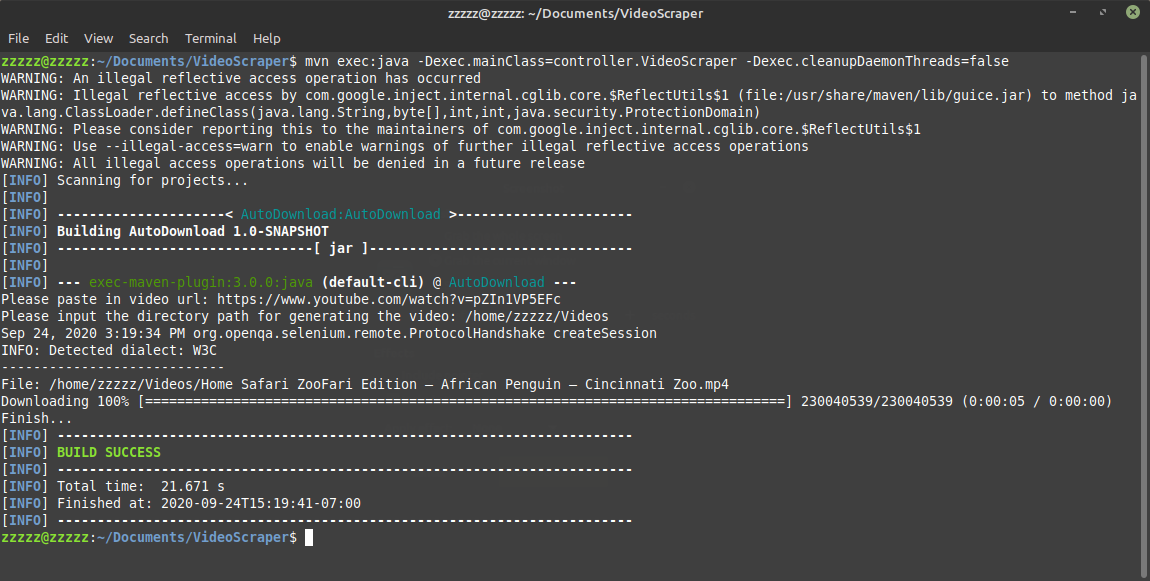 zzzzz@zzzzz: ~/Documents/VideoScraper
File Edit View Search Terminal Help
zzzzz@zzzzz:~/Documents/VideoScraper$ mvn exec:java -Dexec.mainClass=controller.VideoScraper -Dexec.cleanupDaemonThreads=false
WARNING: An illegal reflective access operation has occurred
WARNING: Illegal reflective access by com.google.inject.internal.cglib.core.$ReflectUtils$1 (file:/usr/share/maven/lib/guice.jar) to method ja
va.lang.ClassLoader.defineClass(java.lang.String,byte[],int,int,java.security.ProtectionDomain)
WARNING: Please consider reporting this to the maintainers of com.google.inject.internal.cglib.core.$ReflectUtils$1
WARNING: Use --illegal-access=warn to enable warnings of further illegal reflective access operations
WARNING: All illegal access operations will be denied in a future release
[INFO] Scanning for projects...
[INFO]
[INFO] ---------------------< AutoDownload:AutoDownload >----------------------
[INFO] Building AutoDownload 1.0-SNAPSHOT
[INFO] --------------------------------[ jar ]---------------------------------
[INFO]
[INFO] --- exec-maven-plugin:3.0.0:java (default-cli) @ AutoDownload ---
Please paste in video url: https://www.youtube.com/watch?v=pZIn1VP5EFc
Please input the directory path for generating the video: /home/zzzzz/Videos
Sep 24, 2020 3:19:34 PM org.openqa.selenium.remote.ProtocolHandshake createSession
INFO: Detected dialect: W3C
----------------------------
File: /home/zzzzz/Videos/Home Safari ZooFari Edition – African Penguin – Cincinnati Zoo.mp4
Downloading 100% [================================================================================] 230040539/230040539 (0:00:05 / 0:00:00)
Finish...
[INFO] ------------------------------------------------------------------------
[INFO] BUILD SUCCESS
[INFO] ------------------------------------------------------------------------
[INFO] Total time:  21.671 s
[INFO] Finished at: 2020-09-24T15:19:41-07:00
[INFO] ------------------------------------------------------------------------
zzzzz@zzzzz:~/Documents/VideoScraper$